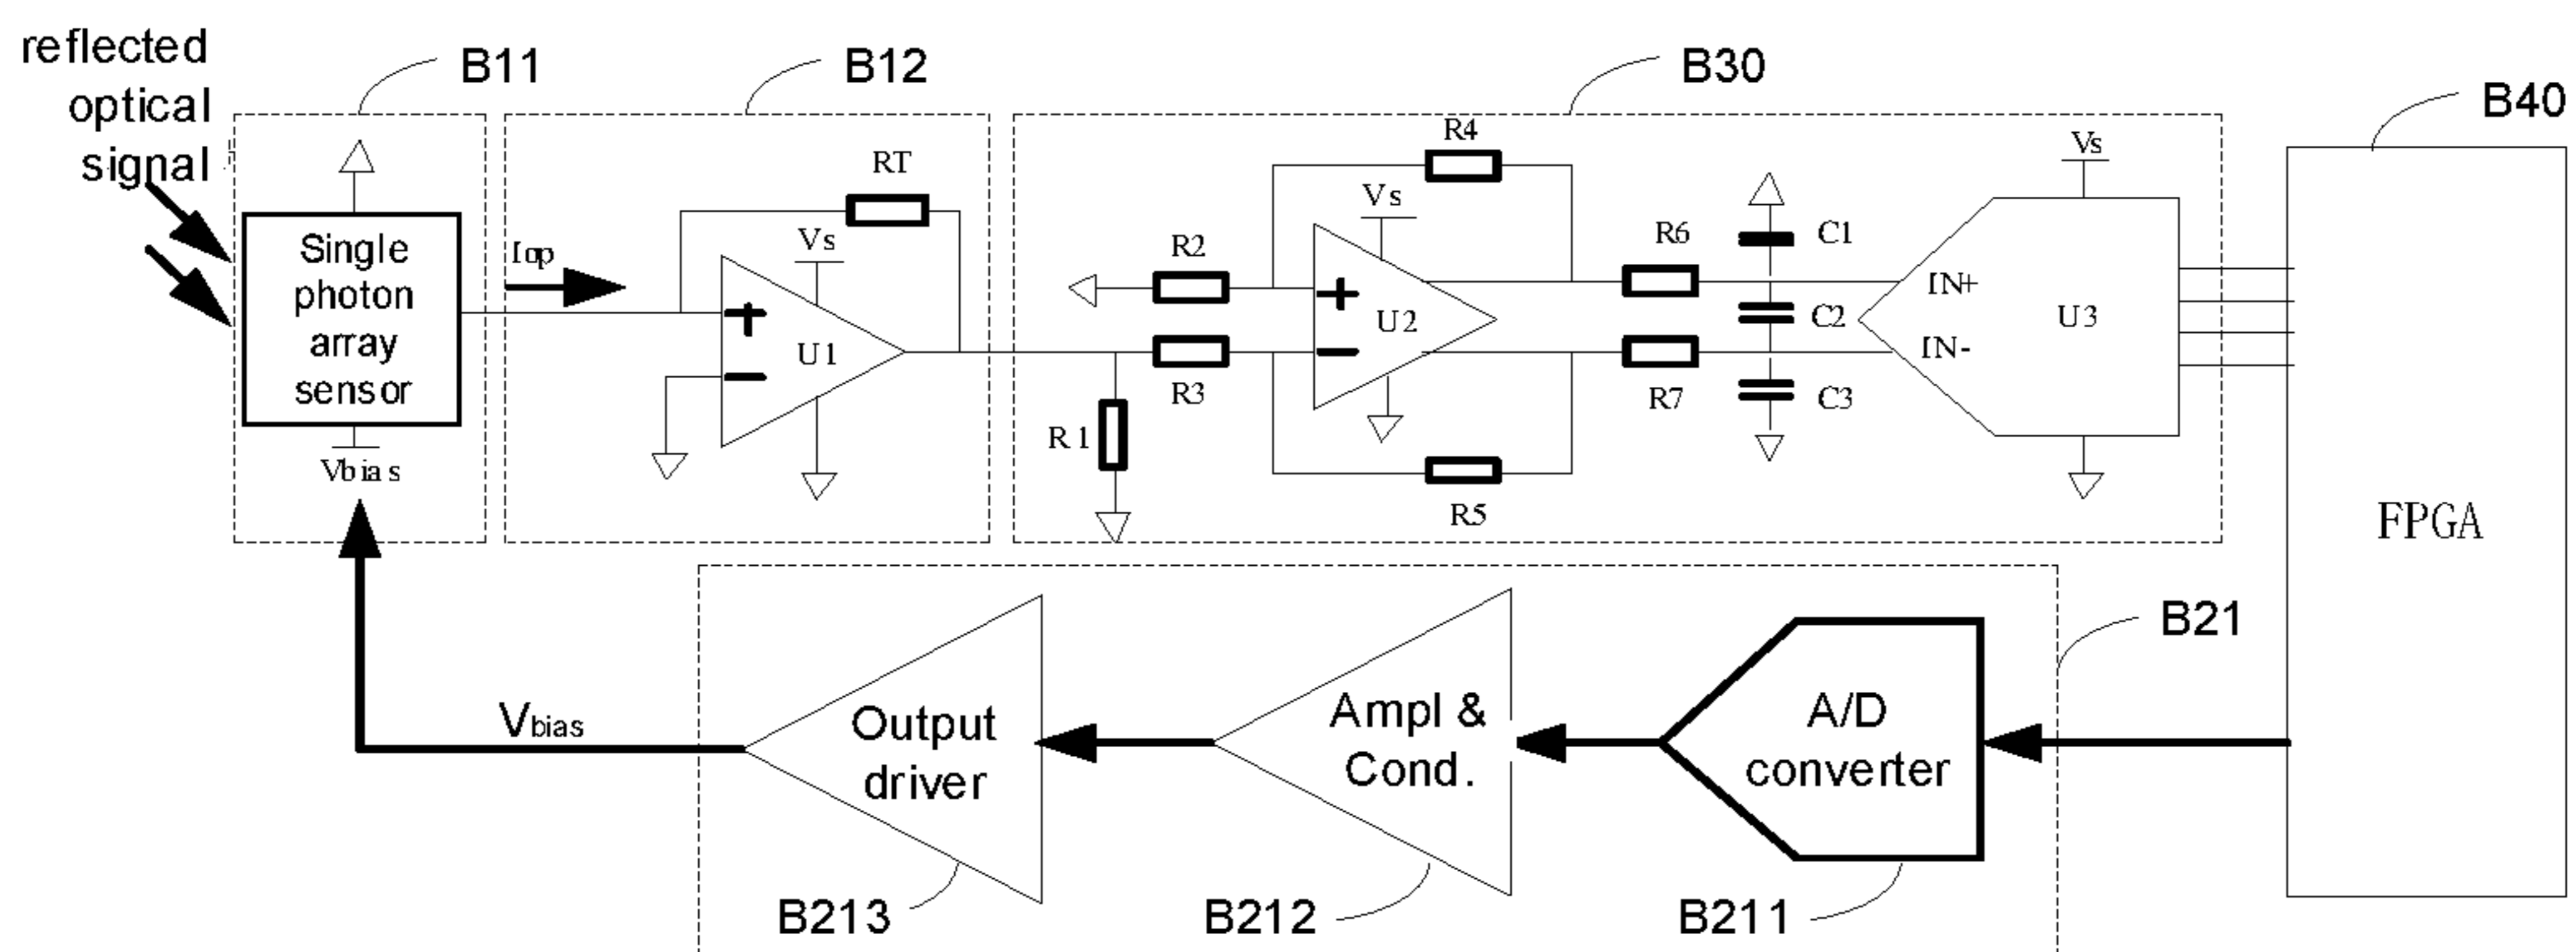 reflected
optical
signal
B11
B12
B30
B40
Single
photon
array
sensor
Vbias
Iop
RT
Vs
U1
R1
R2
R3
R4
Vs
U2
R5
R6
R7
C1
C2
C3
Vs
IN+
IN-
U3
FPGA
B21
Vbias
Output
driver
Ampl &
Cond.
A/D
converter
B213
B212
B211